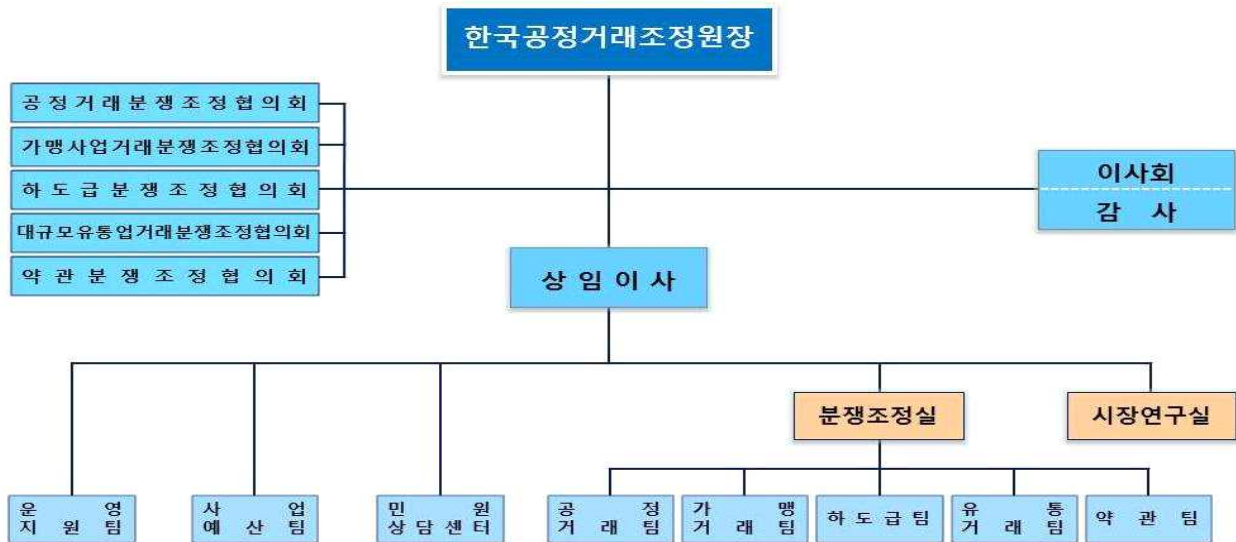 한국공정거래조정원장
공정거래분쟁조정협의회
가맹사업거래분쟁조정협의회
하도급분쟁조정협의회
대규모유통업거래분쟁조정협의회
약관분쟁조정협의회
이사회
감 사
상 임 이 사
분쟁조정실
시장연구실
운 영
지 원 팀
사 업
예 산 팀
민 원
상 담 센 터
공 정
거 래 팀
가 맹
거 래 팀
하 도 급 팀
유 통
거 래 팀
약 관 팀